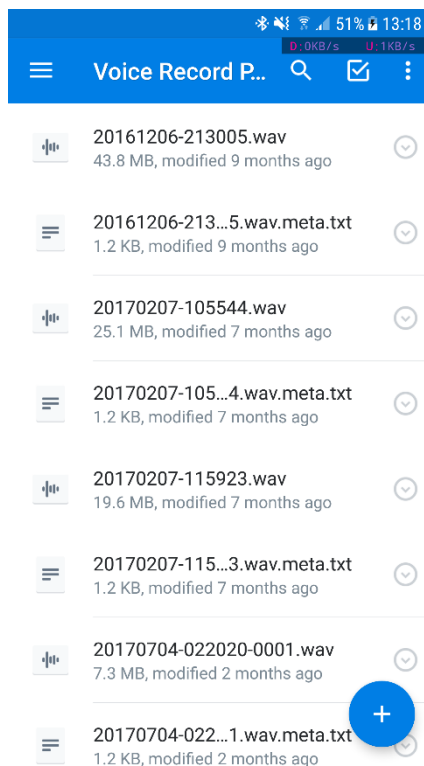 51% 13:18
D:0KB/s U:1KB/s
Voice Record P...
20161206-213005.wav
43.8 MB, modified 9 months ago
20161206-213...5.wav.meta.txt
1.2 KB, modified 9 months ago
20170207-105544.wav
25.1 MB, modified 7 months ago
20170207-105...4.wav.meta.txt
1.2 KB, modified 7 months ago
20170207-115923.wav
19.6 MB, modified 7 months ago
20170207-115...3.wav.meta.txt
1.2 KB, modified 7 months ago
20170704-022020-0001.wav
7.3 MB, modified 2 months ago
20170704-022...1.wav.meta.txt
1.2 KB, modified 2 months ago